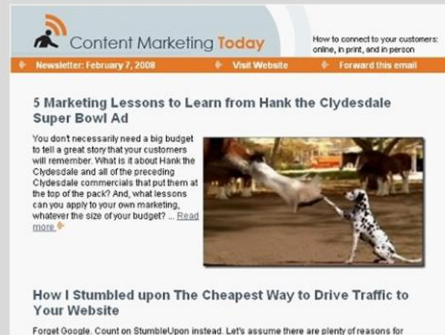 Content Marketing Today
How to connect to your customers:
online, in print, and in person
Newsletter: February 7, 2008
Visit Website
Forward this email
5 Marketing Lessons to Learn from Hank the Clydesdale
Super Bowl Ad
You don't necessarily need a big budget
to tell a great story that your customers
will remember. What is it about Hank the
Clydesdale and all of the preceding
Clydesdale commercials that put them at
the top of the pack? And, what lessons
can you apply to your own marketing,
whatever the size of your budget? ... Read
more
How I Stumbled upon The Cheapest Way to Drive Traffic to
Your Website
Forget Google. Count on StumbleUpon instead. Let's assume there are plenty of reasons for